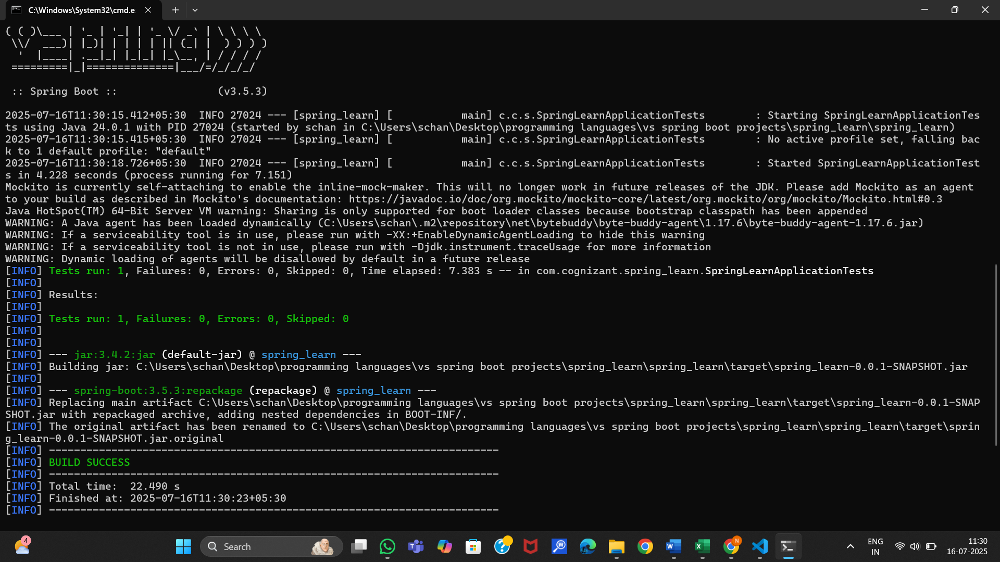 C:\Windows\System32\cmd.e
( ( )\___ | '_ | '_| | '_ \/ _` | \ \ \ \
 \\/  ___)| |_)| | | | | || (_| |  ) ) ) )
  '  |____| .__|_| |_|_| |_\__, | / / / /
 =========|_|==============|___/=/_/_/_/
 :: Spring Boot ::                (v3.5.3)
2025-07-16T11:30:15.412+05:30  INFO 27024 --- [spring_learn] [           main] c.c.s.SpringLearnApplicationTests        : Starting SpringLearnApplicationTes
ts using Java 24.0.1 with PID 27024 (started by schan in C:\Users\schan\Desktop\programming languages\vs spring boot projects\spring_learn\spring_learn)
2025-07-16T11:30:15.415+05:30  INFO 27024 --- [spring_learn] [           main] c.c.s.SpringLearnApplicationTests        : No active profile set, falling bac
k to 1 default profile: "default"
2025-07-16T11:30:18.726+05:30  INFO 27024 --- [spring_learn] [           main] c.c.s.SpringLearnApplicationTests        : Started SpringLearnApplicationTest
s in 4.228 seconds (process running for 7.151)
Mockito is currently self-attaching to enable the inline-mock-maker. This will no longer work in future releases of the JDK. Please add Mockito as an agent
to your build as described in Mockito's documentation: https://javadoc.io/doc/org.mockito/mockito-core/latest/org.mockito/org/mockito/Mockito.html#0.3
Java HotSpot(TM) 64-Bit Server VM warning: Sharing is only supported for boot loader classes because bootstrap classpath has been appended
WARNING: A Java agent has been loaded dynamically (C:\Users\schan\.m2\repository\net\bytebuddy\byte-buddy-agent\1.17.6\byte-buddy-agent-1.17.6.jar)
WARNING: If a serviceability tool is in use, please run with -XX:+EnableDynamicAgentLoading to hide this warning
WARNING: If a serviceability tool is not in use, please run with -Djdk.instrument.traceUsage for more information
WARNING: Dynamic loading of agents will be disallowed by default in a future release
[INFO] Tests run: 1, Failures: 0, Errors: 0, Skipped: 0, Time elapsed: 7.383 s -- in com.cognizant.spring_learn.SpringLearnApplicationTests
[INFO]
[INFO] Results:
[INFO]
[INFO] Tests run: 1, Failures: 0, Errors: 0, Skipped: 0
[INFO]
[INFO]
[INFO] --- jar:3.4.2:jar (default-jar) @ spring_learn ---
[INFO] Building jar: C:\Users\schan\Desktop\programming languages\vs spring boot projects\spring_learn\spring_learn\target\spring_learn-0.0.1-SNAPSHOT.jar
[INFO]
[INFO] --- spring-boot:3.5.3:repackage (repackage) @ spring_learn ---
[INFO] Replacing main artifact C:\Users\schan\Desktop\programming languages\vs spring boot projects\spring_learn\spring_learn\target\spring_learn-0.0.1-SNAP
SHOT.jar with repackaged archive, adding nested dependencies in BOOT-INF/.
[INFO] The original artifact has been renamed to C:\Users\schan\Desktop\programming languages\vs spring boot projects\spring_learn\spring_learn\target\sprin
g_learn-0.0.1-SNAPSHOT.jar.original
[INFO] ------------------------------------------------------------------------
[INFO] BUILD SUCCESS
[INFO] ------------------------------------------------------------------------
[INFO] Total time:  22.490 s
[INFO] Finished at: 2025-07-16T11:30:23+05:30
[INFO] ------------------------------------------------------------------------
4
Search
ENG
IN
11:30
16-07-2025